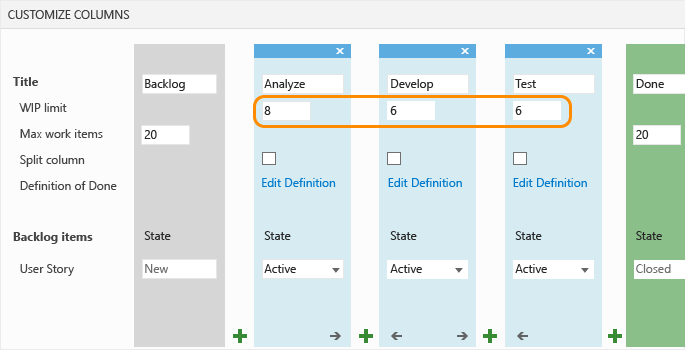 CUSTOMIZE COLUMNS
Title Backlog Analyze Develop Test Done
WIP limit 8 6 6
Max work items 20 20
Split column
Definition of Done Edit Definition Edit Definition Edit Definition
Backlog items State State State State State
User Story New Active Active Active Closed